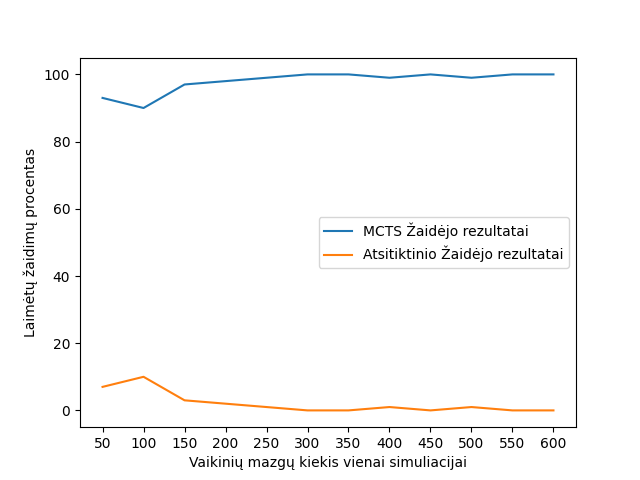 100
80
60
40
20
0
Laimėtų žaidimų procentas
MCTS Žaidėjo rezultatai
Atsitiktinio Žaidėjo rezultatai
50 100 150 200 250 300 350 400 450 500 550 600
Vaikinių mazgų kiekis vienai simuliacijai